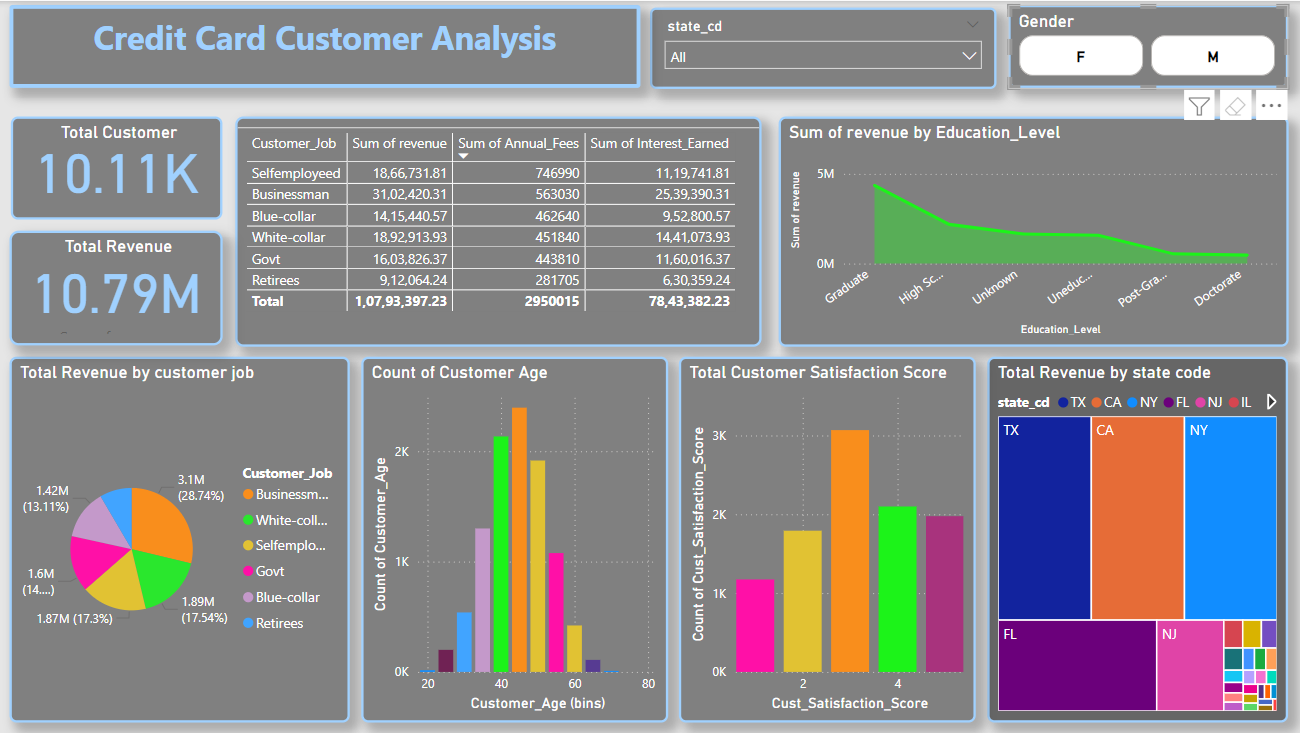 Credit Card Customer Analysis
state_cd
All
Gender
F
M
Total Customer
10.11K
Total Revenue
10.79M
Customer_Job Sum of revenue Sum of Annual_Fees Sum of Interest_Earned
Selfemployeed 18,66,731.81 746990 11,19,741.81
Businessman 31,02,420.31 563030 25,39,390.31
Blue-collar 14,15,440.57 462640 9,52,800.57
White-collar 18,92,913.93 451840 14,41,073.93
Govt 16,03,826.37 443810 11,60,016.37
Retirees 9,12,064.24 281705 6,30,359.24
Total 1,07,93,397.23 2950015 78,43,382.23
Sum of revenue by Education_Level
Sum of revenue
5M
0M
Graduate
High Sc...
Unknown
Uneduc...
Post-Gra...
Doctorate
Education_Level
Total Revenue by customer job
3.1M
(28.74%)
1.89M
(17.54%)
1.87M (17.3%)
1.6M
(14....)
1.42M
(13.11%)
Customer_Job
Businessm...
White-coll...
Selfemplo...
Govt
Blue-collar
Retirees
Count of Customer Age
Count of Customer_Age
2K
1K
0K
20 40 60 80
Customer_Age (bins)
Total Customer Satisfaction Score
Count of Cust_Satisfaction_Score
3K
2K
1K
0K
2 4
Cust_Satisfaction_Score
Total Revenue by state code
state_cd TX CA NY FL NJ IL
TX
CA
NY
FL
NJ